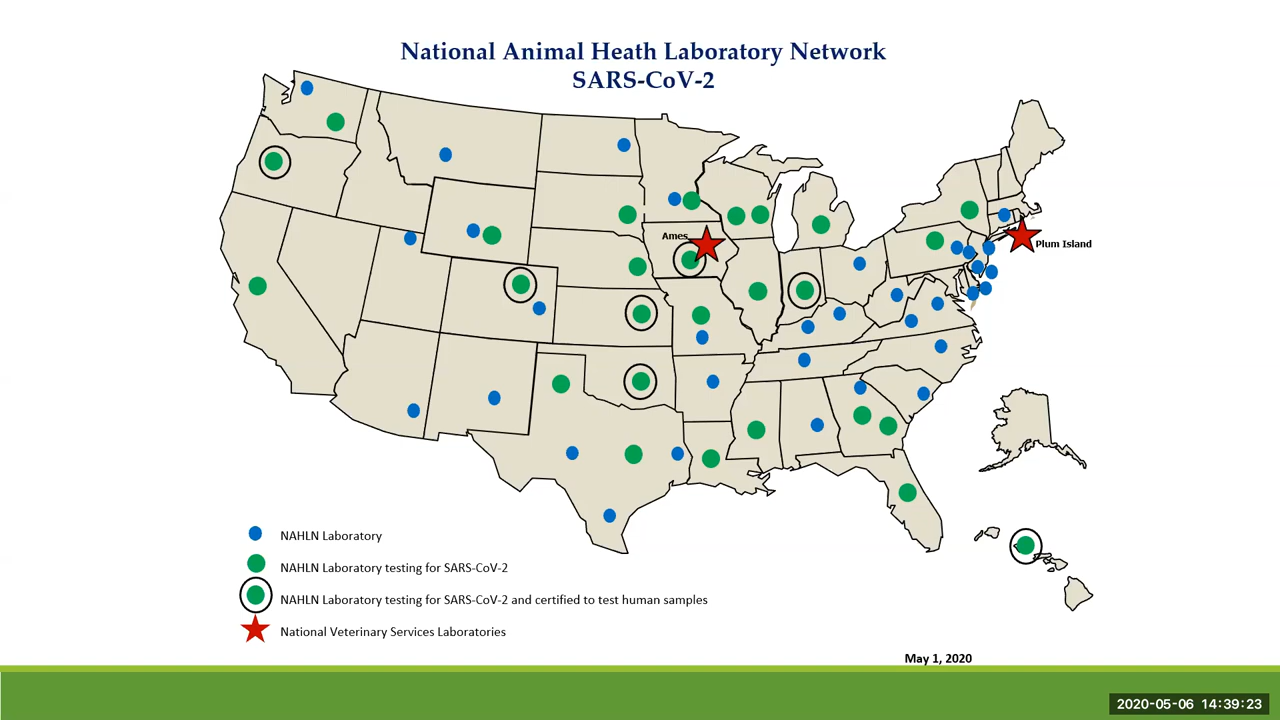 National Animal Heath Laboratory Network
SARS-CoV-2
Ames
Plum Island
NAHLN Laboratory
NAHLN Laboratory testing for SARS-CoV-2
NAHLN Laboratory testing for SARS-CoV-2 and certified to test human samples
National Veterinary Services Laboratories
May 1, 2020
2020-05-06 14:39:23